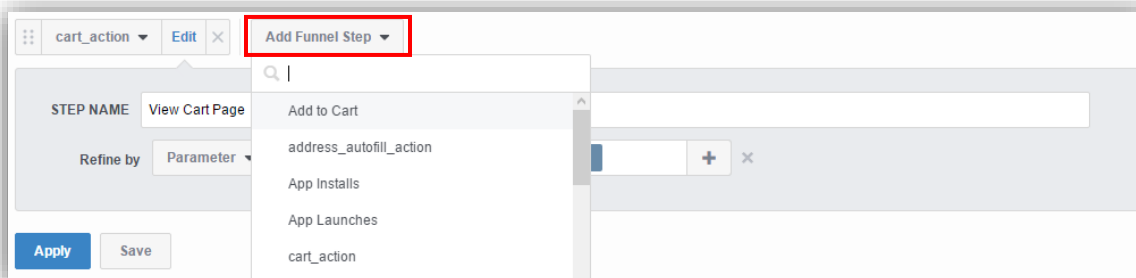 cart_action Edit Add Funnel Step
STEP NAME View Cart Page
Add to Cart
Refine by Parameter
address_autofill_action
App Installs
App Launches
Apply Save
cart_action